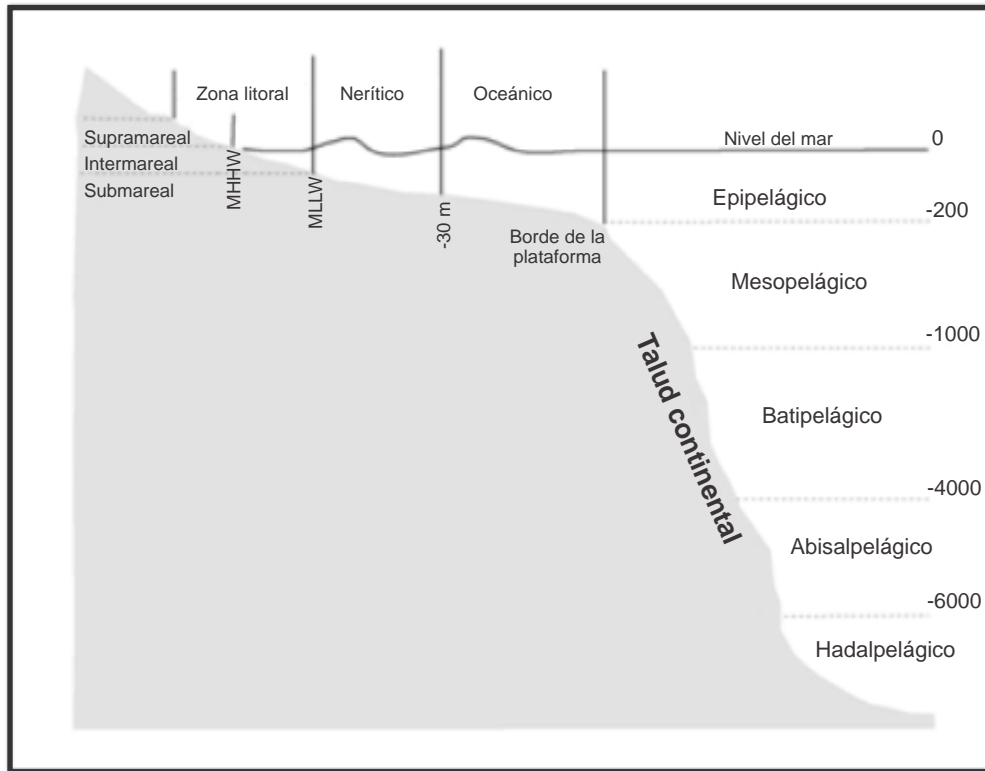 Zona litoral
Nerítico
Oceánico
Supramareal
Intermareal
Submareal
MHHW
MLLW
-30 m
Borde de la
plataforma
Nivel del mar
0
Epipelágico
-200
Mesopelágico
-1000
Talud continental
Batipelágico
-4000
Abisalpelágico
-6000
Hadalpelágico